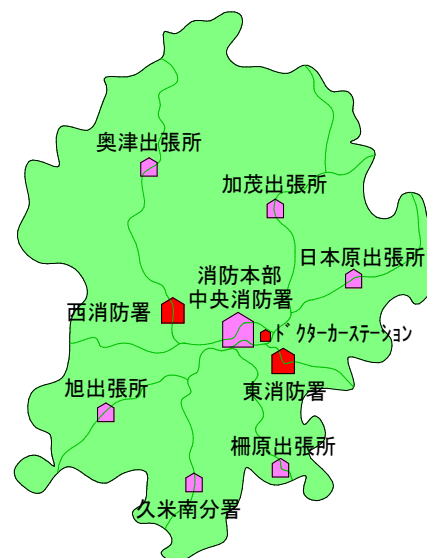 奥津出張所
加茂出張所
日本原出張所
消防本部
中央消防署
西消防署
ドクターカーステーション
東消防署
旭出張所
柵原出張所
久米南分署